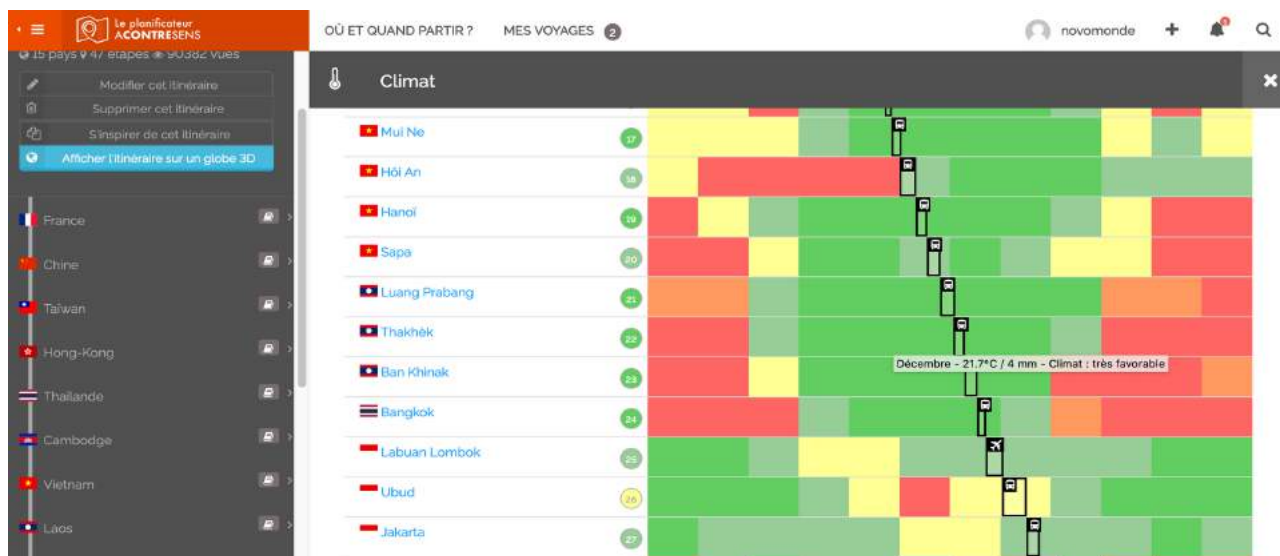 Le planificateur
ACONTRESENS
OÙ ET QUAND PARTIR ?
MES VOYAGES
2
novomonde
15 pays 47 étapes 90382 vues
Modifier cet itinéraire
Supprimer cet itinéraire
S'inspirer de cet itinéraire
Afficher l'itinéraire sur un globe 3D
France
Chine
Taïwan
Hong-Kong
Thaïlande
Cambodge
Vietnam
Laos
Climat
Mui Ne
17
Hôi An
18
Hanoï
19
Sapa
20
Luang Prabang
21
Thakhèk
22
Décembre - 21.7°C / 4 mm - Climat : très favorable
Ban Khinak
23
Bangkok
24
Labuan Lombok
25
Ubud
26
Jakarta
27